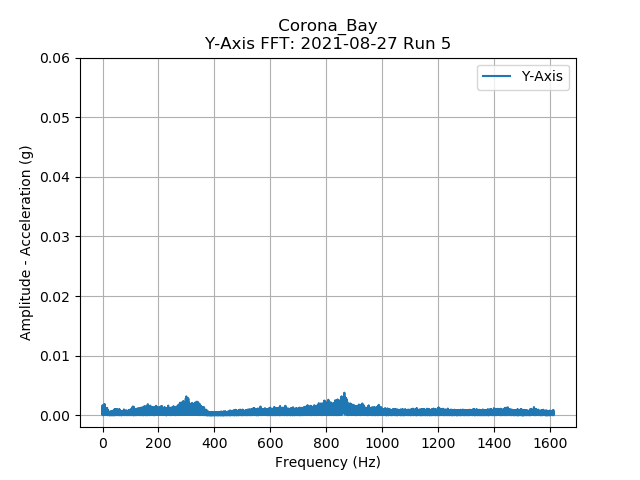 Corona_Bay
Y-Axis FFT: 2021-08-27 Run 5
Y-Axis
0.06
0.05
0.04
0.03
0.02
0.01
0.00
Amplitude - Acceleration (g)
0 200 400 600 800 1000 1200 1400 1600
Frequency (Hz)